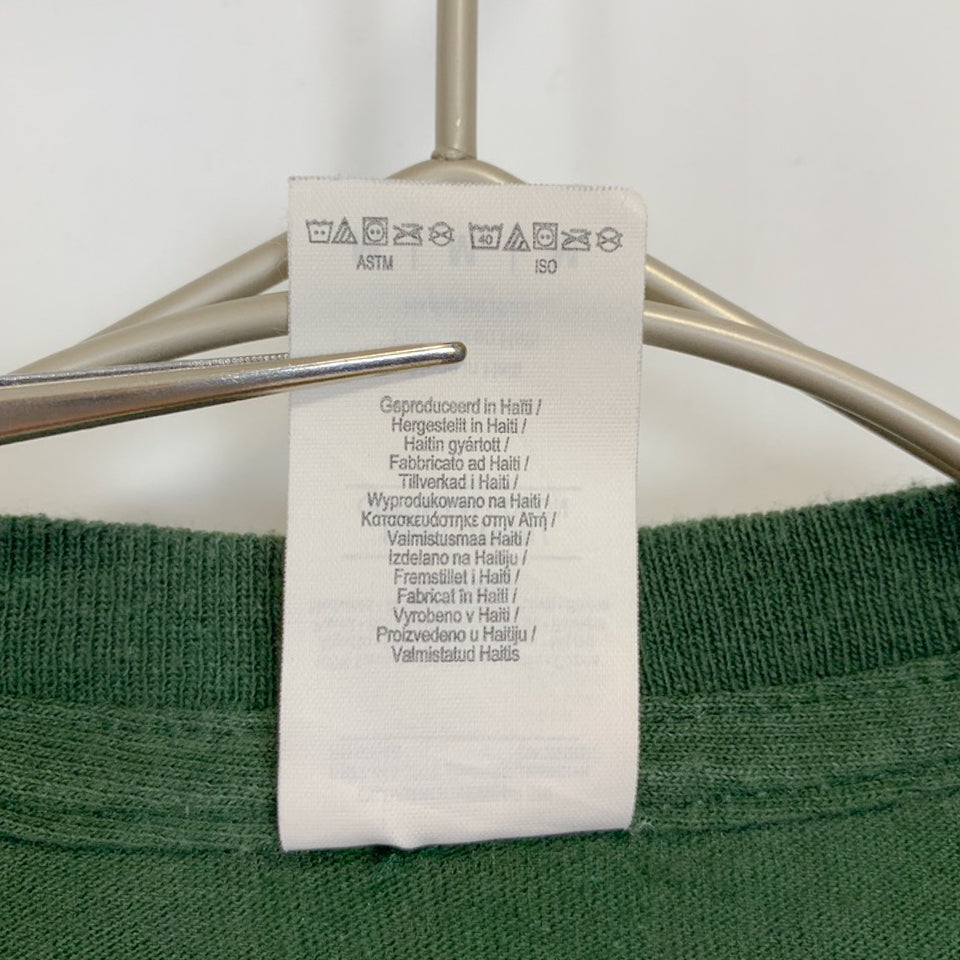 40
ASTM
ISO
Geproduceerd in Haïti /
Hergestellt in Haiti /
Haitin gyártott /
Fabbricato ad Haiti /
Tillverkad i Haiti /
Wyprodukowano na Haiti /
Κατασκευάστηκε στην Αϊτή /
Valmistusmaa Haiti /
Izdelano na Haitiju /
Fremstillet i Haiti /
Fabricat în Haiti /
Vyrobeno v Haiti /
Proizvedeno u Haitiju /
Valmistatud Haitis